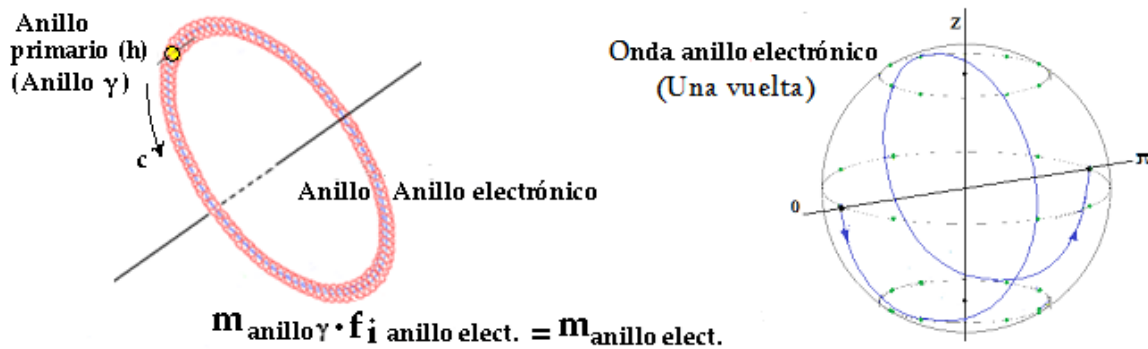 Anillo
primario (h)
(Anillo γ)
c
Anillo Anillo electrónico
m anillo γ · f i anillo elect. = m anillo elect.
Onda anillo electrónico
(Una vuelta)
Z
π
0